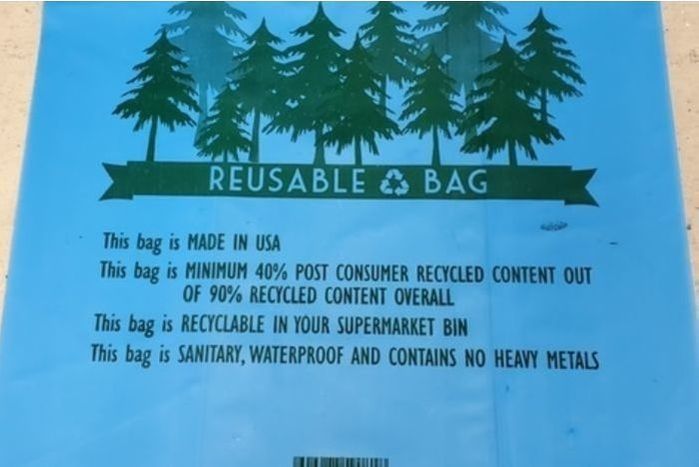 REUSABLE BAG
This bag is MADE IN USA
This bag is MINIMUM 40% POST CONSUMER RECYCLED CONTENT OUT
OF 90% RECYCLED CONTENT OVERALL
This bag is RECYCLABLE IN YOUR SUPERMARKET BIN
This bag is SANITARY, WATERPROOF AND CONTAINS NO HEAVY METALS